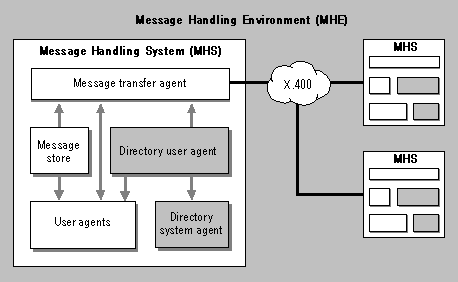 Message Handling Environment (MHE)
Message Handling System (MHS)
Message transfer agent
Message
store
Directory user agent
User agents
Directory
system agent
X.400
MHS
MHS